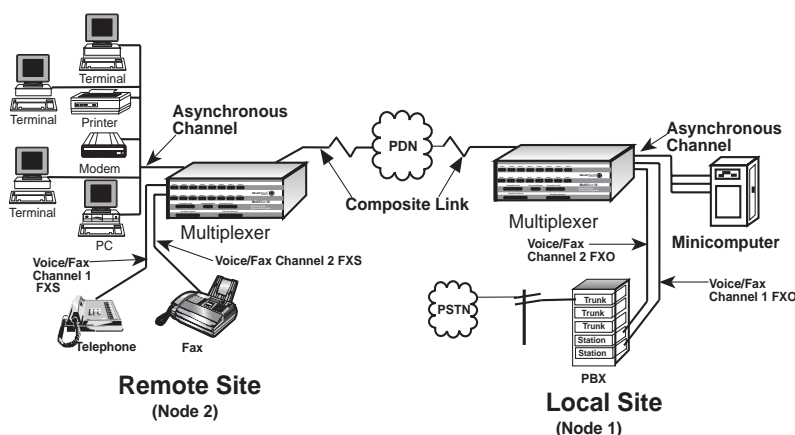 Terminal
Terminal
Printer
Modem
Terminal
PC
Asynchronous
Channel
Multiplexer
Voice/Fax
Channel 1
FXS
Voice/Fax Channel 2 FXS
Telephone
Fax
Remote Site
(Node 2)
PDN
Composite Link
Asynchronous
Channel
Multiplexer
Minicomputer
Voice/Fax
Channel 2 FXO
Voice/Fax
Channel 1 FXO
PSTN
Trunk
Trunk
Trunk
Station
Station
PBX
Local Site
(Node 1)